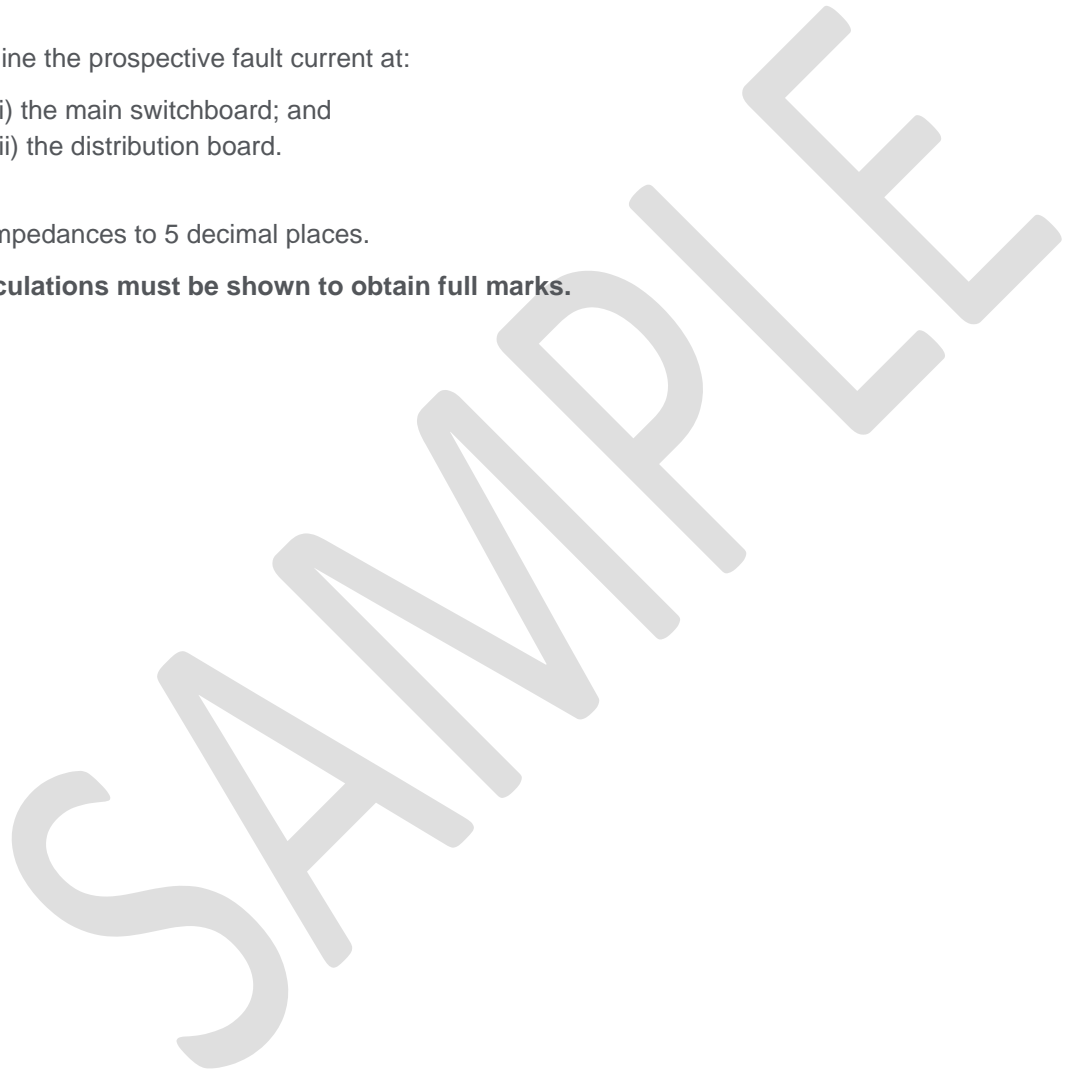 ine the prospective fault current at:
i) the main switchboard; and
ii) the distribution board.
mpedances to 5 decimal places.
culations must be shown to obtain full marks.
SAMPLE